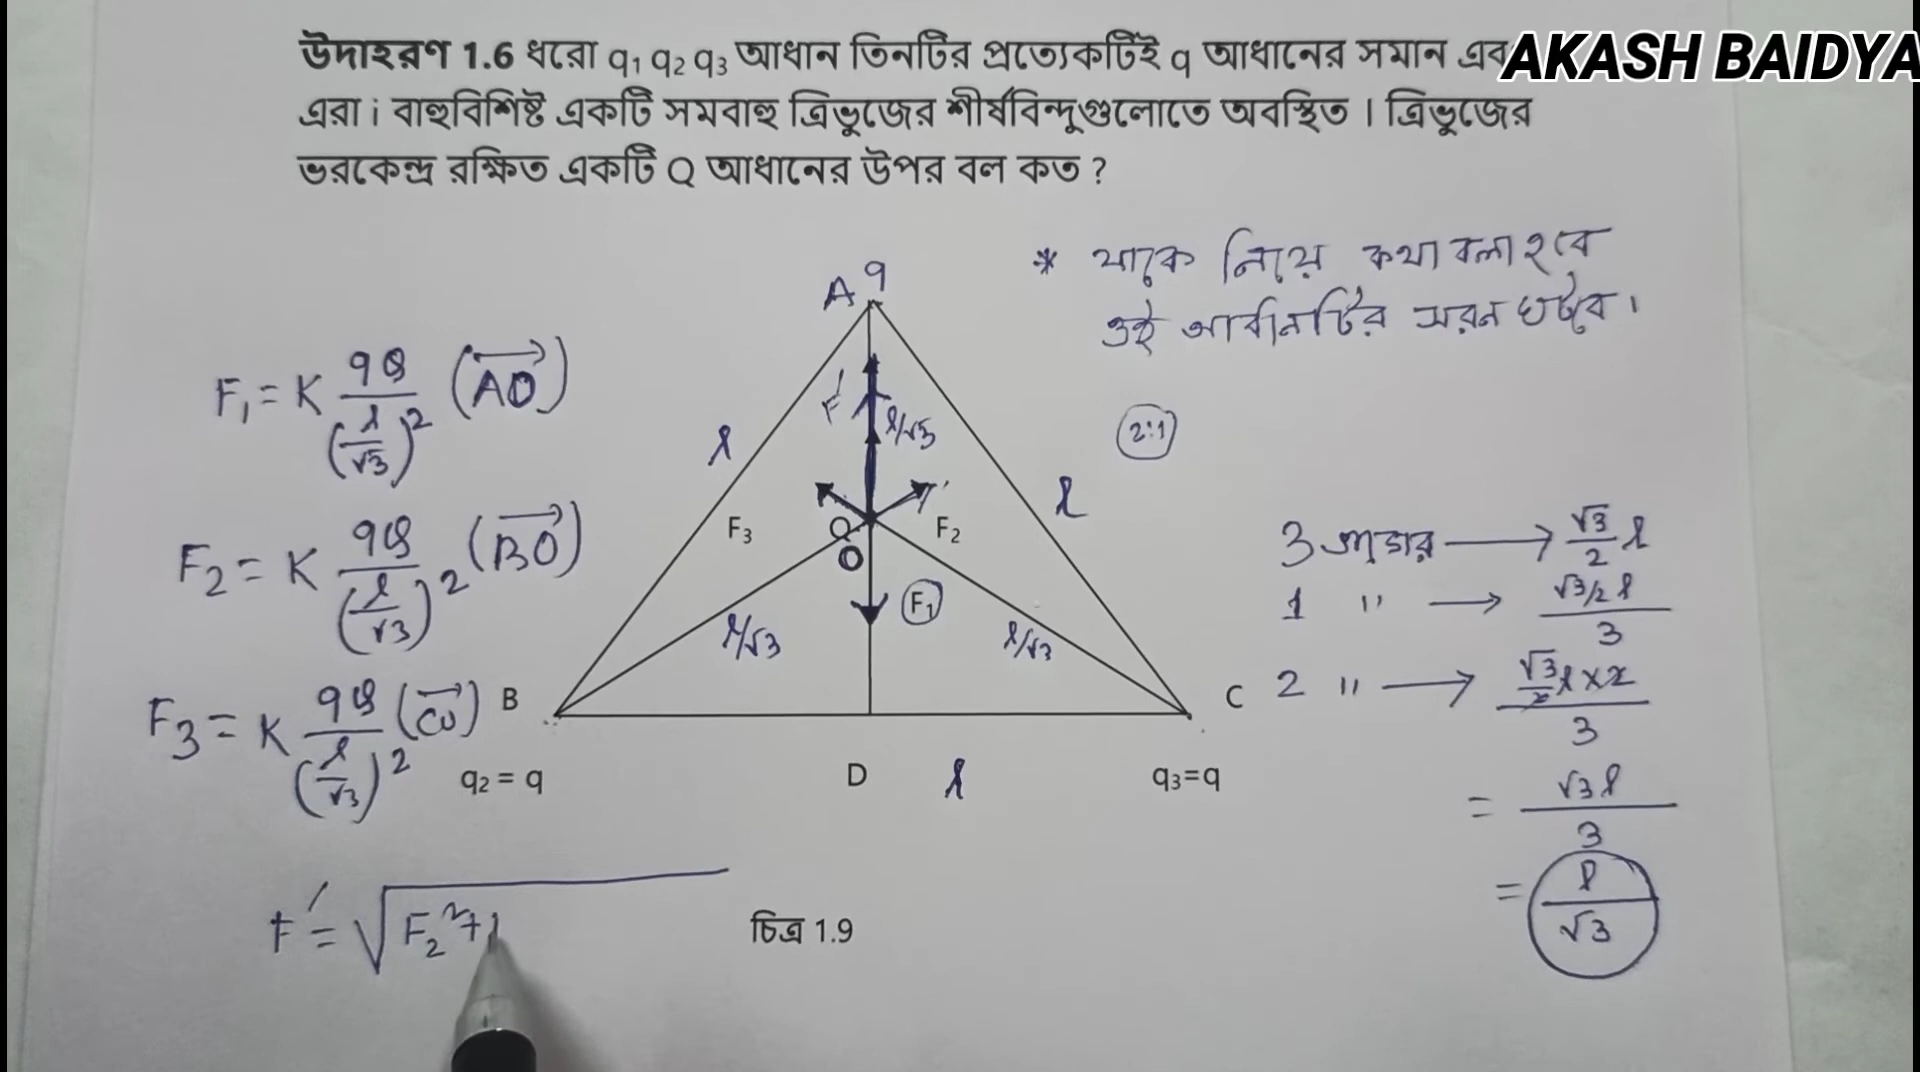 উদাহরণ 1.6 ধরো q₁ q₂ q₃ আধান তিনটির প্রত্যেকটিই q আধানের সমান এবং
AKASH BAIDYA
এরা i বাহুবিশিষ্ট একটি সমবাহু ত্রিভুজের শীর্ষবিন্দুগুলোতে অবস্থিত । ত্রিভুজের
ভরকেন্দ্র রক্ষিত একটি Q আধানের উপর বল কত ?
* যাকে নিয়ে কথা বলা হবে
ওই আধানটির সরন ঘটবে ।
A q
F₁ = K qQ/(l/√3)² (AO→)
F′ l/√3
l
2:1
l
F₂ = K qQ/(l/√3)² (BO→)
F₃ Q F₂
O
F₁
l/√3 l/√3
3 → √3/2 l
1 " → √3/2 l/3
2 " → √3/2 l×2/3
= √3 l/3
= l/√3
F₃ = K qQ/(l/√3)² (CO→)
B C
q₂ = q D l q₃=q
F′ = √F₂²+
চিত্র 1.9